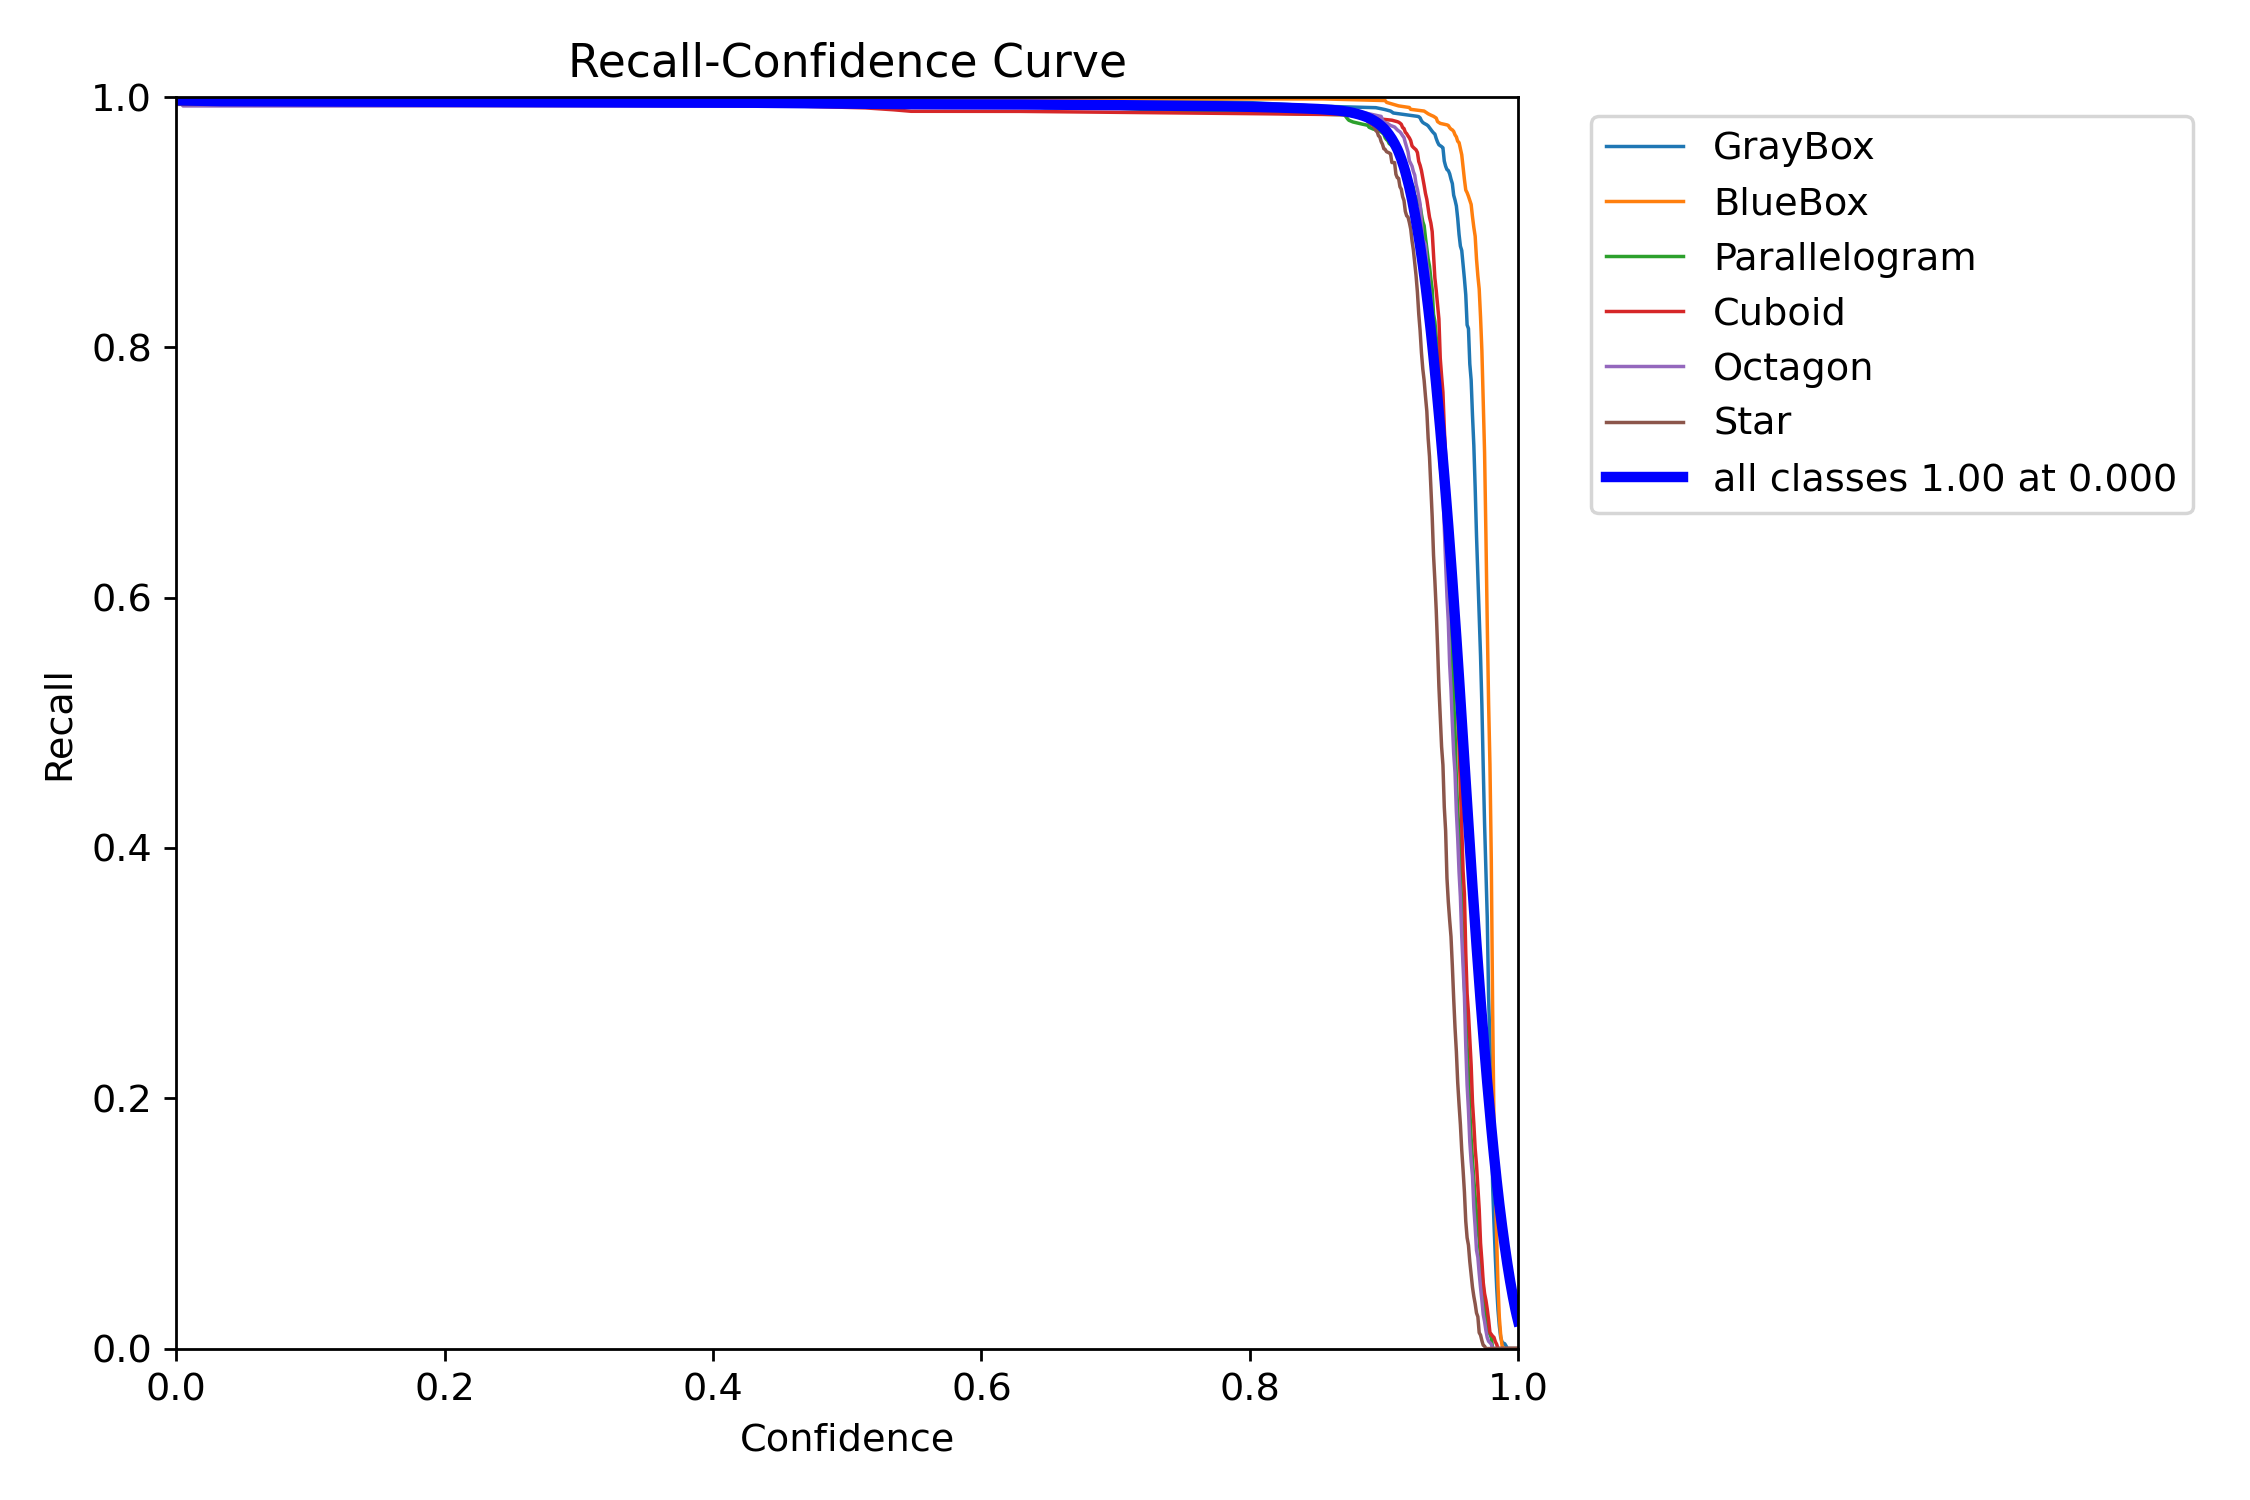 Recall-Confidence Curve
1.0
0.8
0.6
0.4
0.2
0.0
Recall
0.0 0.2 0.4 0.6 0.8 1.0
Confidence
GrayBox
BlueBox
Parallelogram
Cuboid
Octagon
Star
all classes 1.00 at 0.000